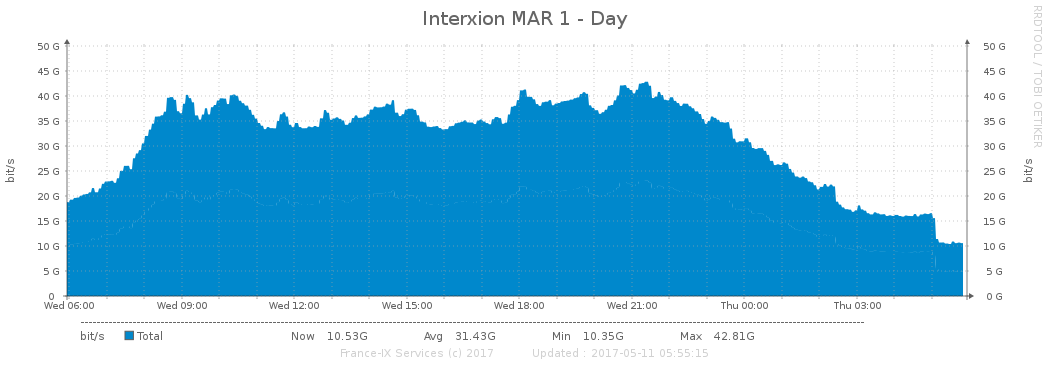 Interxion MAR 1 - Day
RRDTOOL / TOBI OETIKER
50 G 50 G
45 G 45 G
40 G 40 G
35 G 35 G
30 G 30 G
25 G 25 G
20 G 20 G
15 G 15 G
10 G 10 G
5 G 5 G
0 0 G
bit/s bit/s
Wed 06:00 Wed 09:00 Wed 12:00 Wed 15:00 Wed 18:00 Wed 21:00 Thu 00:00 Thu 03:00
bit/s Total Now 10.53G Avg 31.43G Min 10.35G Max 42.81G
France-IX Services (c) 2017 Updated : 2017-05-11 05:55:15